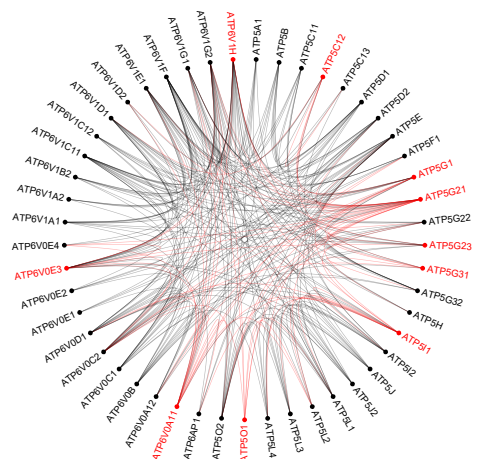 ATP5A1
ATP5B
ATP5C11
ATP5C12
ATP5C13
ATP5D1
ATP5D2
ATP5E
ATP5F1
ATP5G1
ATP5G21
ATP5G22
ATP5G23
ATP5G31
ATP5G32
ATP5H
ATP5I1
ATP5I2
ATP5J
ATP5J2
ATP5L1
ATP5L2
ATP5L3
ATP5L4
ATP5O1
ATP5O2
ATP6AP1
ATP6V0A11
ATP6V0A12
ATP6V0B
ATP6V0C1
ATP6V0C2
ATP6V0D1
ATP6V0E1
ATP6V0E2
ATP6V0E3
ATP6V0E4
ATP6V1A1
ATP6V1A2
ATP6V1B2
ATP6V1C11
ATP6V1C12
ATP6V1D1
ATP6V1D2
ATP6V1E1
ATP6V1F
ATP6V1G1
ATP6V1G2
ATP6V1H